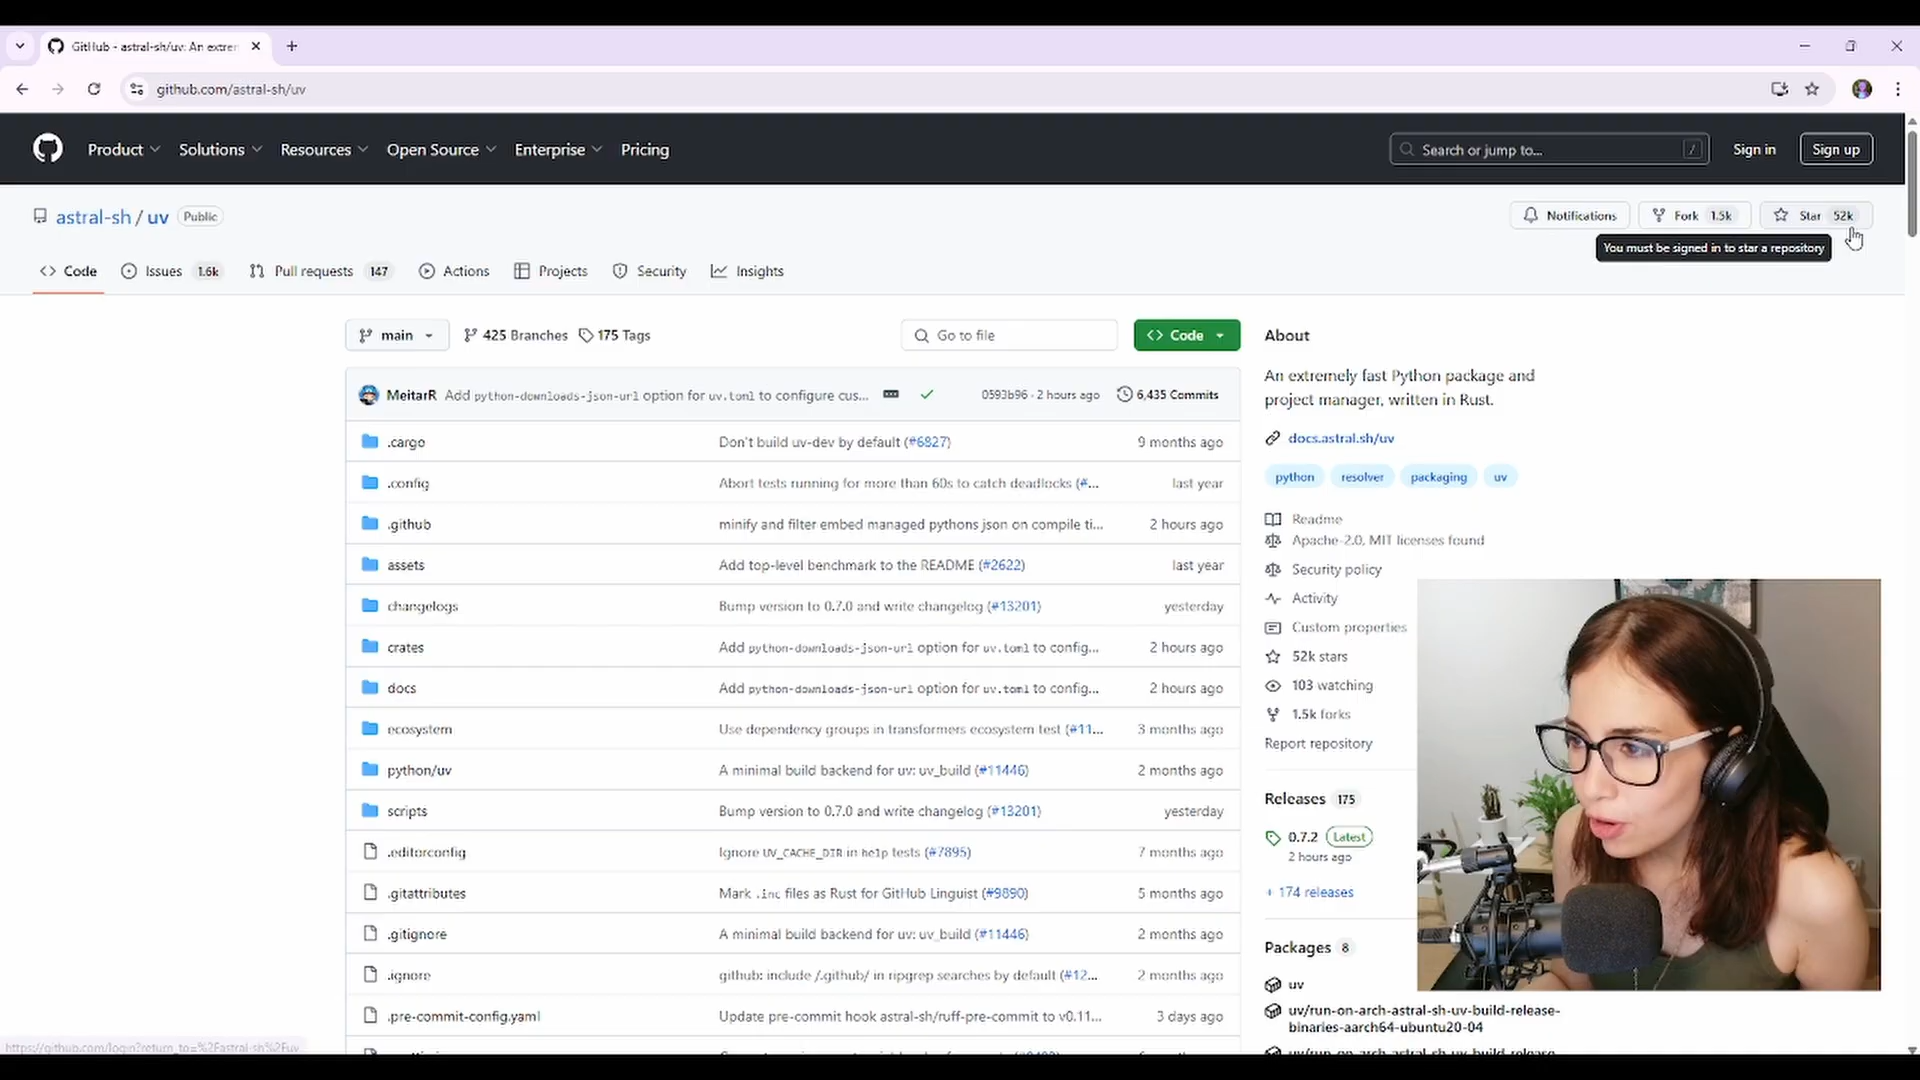 GitHub - astral-sh/uv: An extrem
github.com/astral-sh/uv
Product Solutions Resources Open Source Enterprise Pricing
Search or jump to... /
Sign in
Sign up
astral-sh / uv Public
Notifications Fork 1.5k Star 52k
You must be signed in to star a repository
Code Issues 1.6k Pull requests 147 Actions Projects Security Insights
main 425 Branches 175 Tags Go to file Code
MeitarR Add python-downloads-json-url option for uv.toml to configure cus... 0593b96 · 2 hours ago 6,435 Commits
.cargo Don't build uv-dev by default (#6827) 9 months ago
.config Abort tests running for more than 60s to catch deadlocks (#... last year
.github minify and filter embed managed pythons json on compile ti... 2 hours ago
assets Add top-level benchmark to the README (#2622) last year
changelogs Bump version to 0.7.0 and write changelog (#13201) yesterday
crates Add python-downloads-json-url option for uv.toml to config... 2 hours ago
docs Add python-downloads-json-url option for uv.toml to config... 2 hours ago
ecosystem Use dependency groups in transformers ecosystem test (#11... 3 months ago
python/uv A minimal build backend for uv: uv_build (#11446) 2 months ago
scripts Bump version to 0.7.0 and write changelog (#13201) yesterday
.editorconfig Ignore UV_CACHE_DIR in help tests (#7895) 7 months ago
.gitattributes Mark .inc files as Rust for GitHub Linguist (#9890) 5 months ago
.gitignore A minimal build backend for uv: uv_build (#11446) 2 months ago
.ignore github: include /.github/ in ripgrep searches by default (#12... 2 months ago
.pre-commit-config.yaml Update pre-commit hook astral-sh/ruff-pre-commit to v0.11... 3 days ago
About
An extremely fast Python package and
project manager, written in Rust.
docs.astral.sh/uv
python resolver packaging uv
Readme
Apache-2.0, MIT licenses found
Security policy
Activity
Custom properties
52k stars
103 watching
1.5k forks
Report repository
Releases 175
0.7.2 Latest
2 hours ago
+ 174 releases
Packages 8
uv
uv/run-on-arch-astral-sh-uv-build-release-
binaries-aarch64-ubuntu20-04
uv/run-on-arch-astral-sh-uv-build-release-
https://github.com/login?return_to=%2Fastral-sh%2Fuv